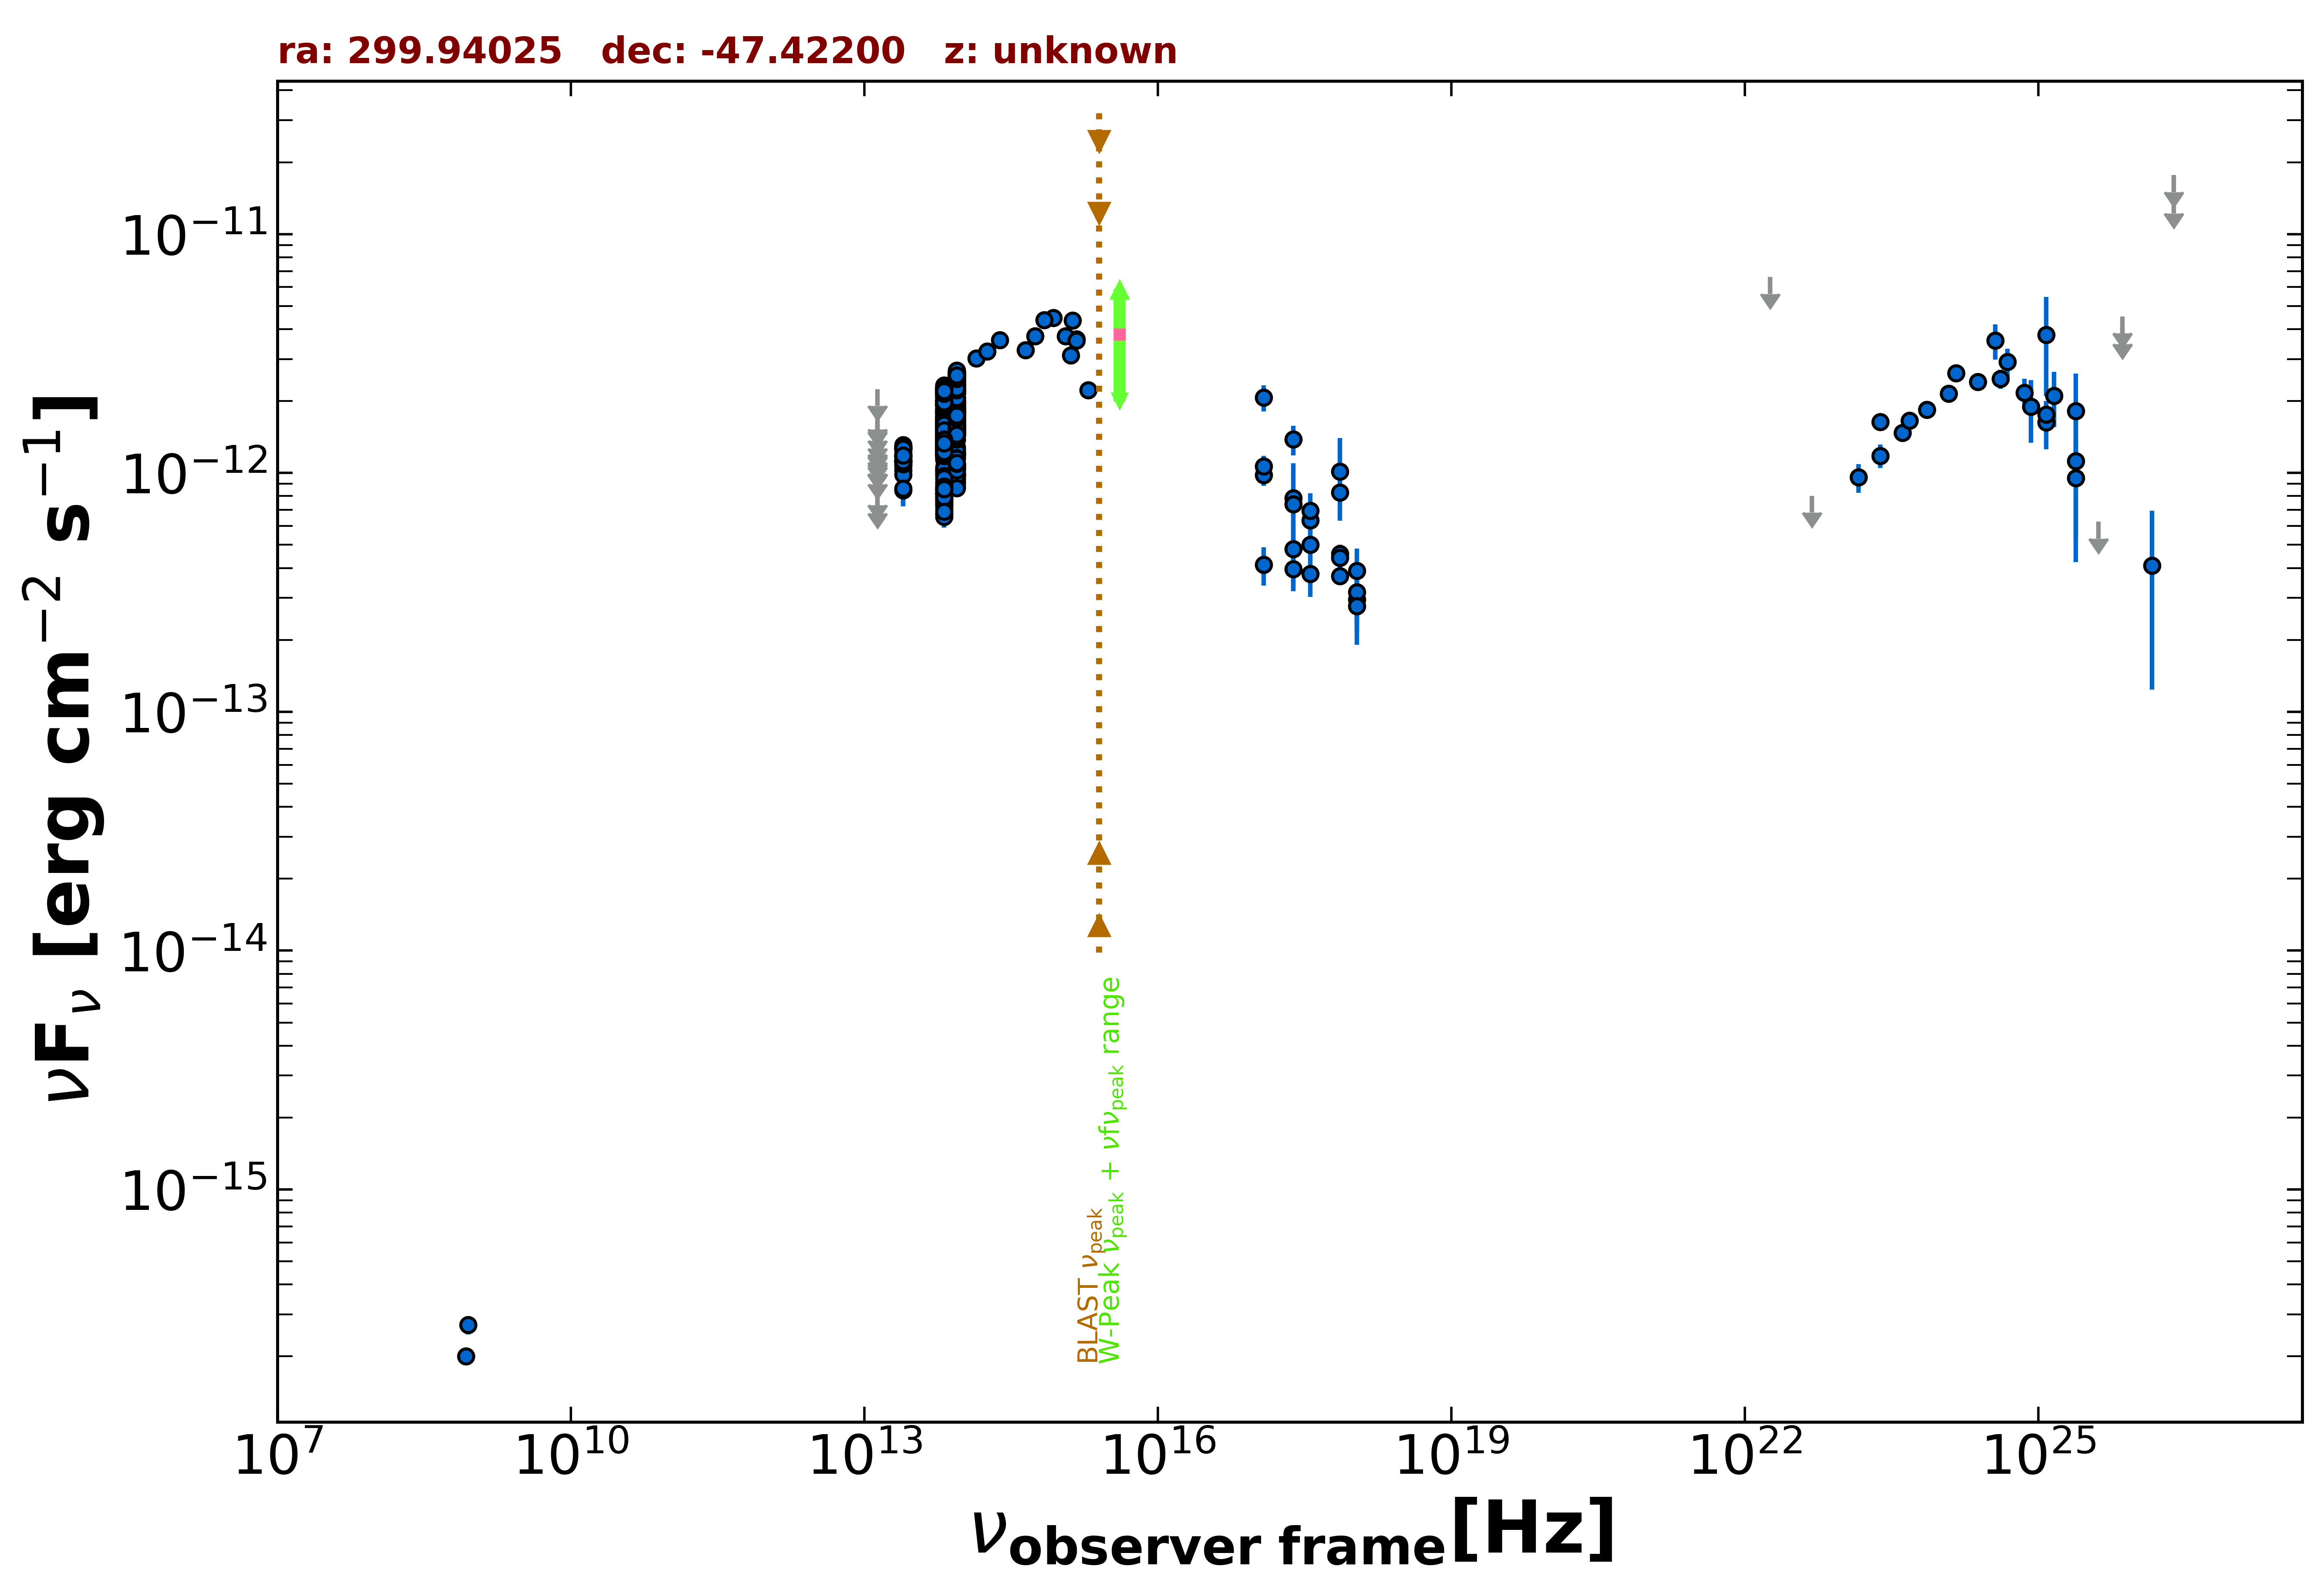 ra: 299.94025   dec: -47.42200   z: unknown
νFν [erg cm−2 s−1]
10−11
10−12
10−13
10−14
10−15
BLAST νpeak
W-Peak νpeak + νfνpeak range
107
1010
1013
1016
1019
1022
1025
νobserver frame[Hz]